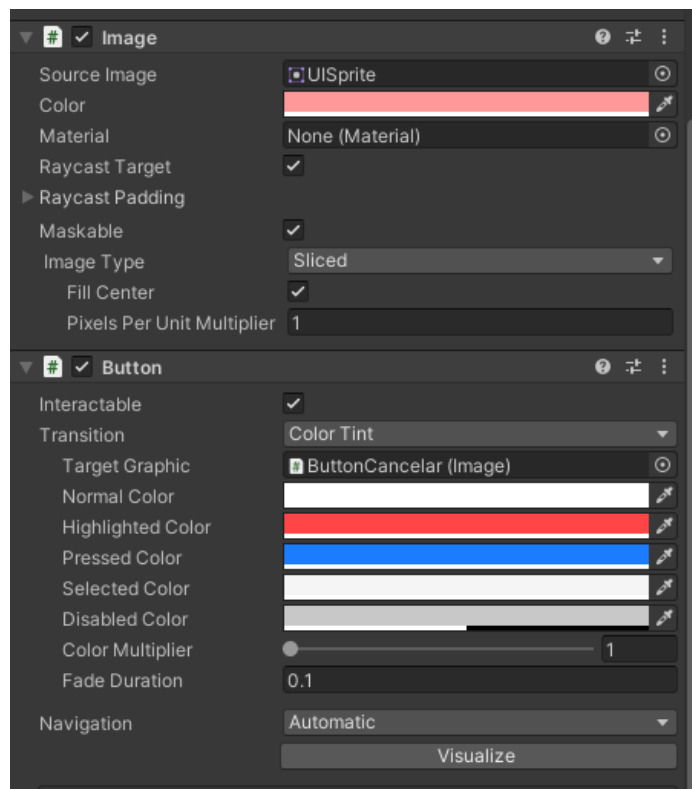 # Image
Source Image UISprite
Color
Material None (Material)
Raycast Target
Raycast Padding
Maskable
Image Type Sliced
Fill Center
Pixels Per Unit Multiplier 1
# Button
Interactable
Transition Color Tint
Target Graphic # ButtonCancelar (Image)
Normal Color
Highlighted Color
Pressed Color
Selected Color
Disabled Color
Color Multiplier 1
Fade Duration 0.1
Navigation Automatic
Visualize